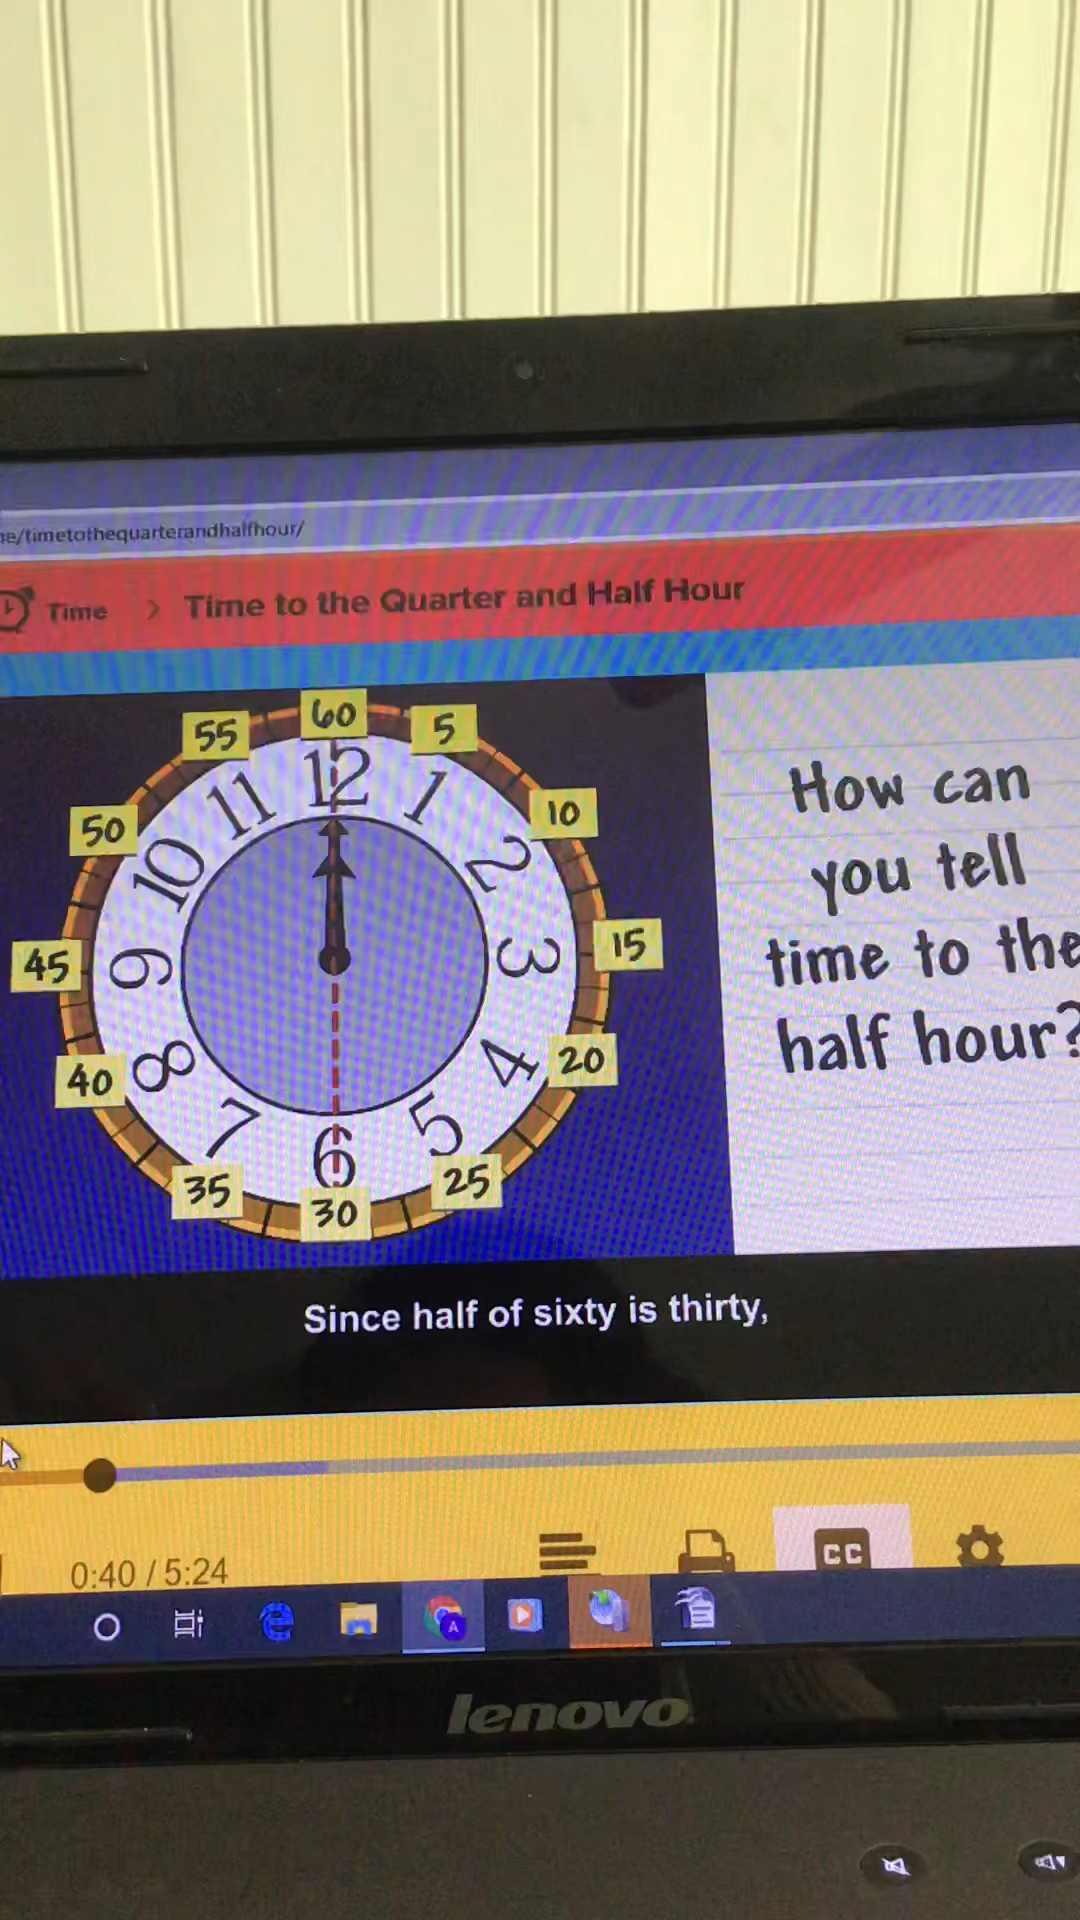 e/timetothequarterandhalfhour/
Time > Time to the Quarter and Half Hour
60
55
5
12
11
1
50
10
10
2
45
9
3
15
40
8
4
20
7
5
35
6
25
30
How can
you tell
time to the
half hour?
Since half of sixty is thirty,
0:40 / 5:24
CC
A
lenovo